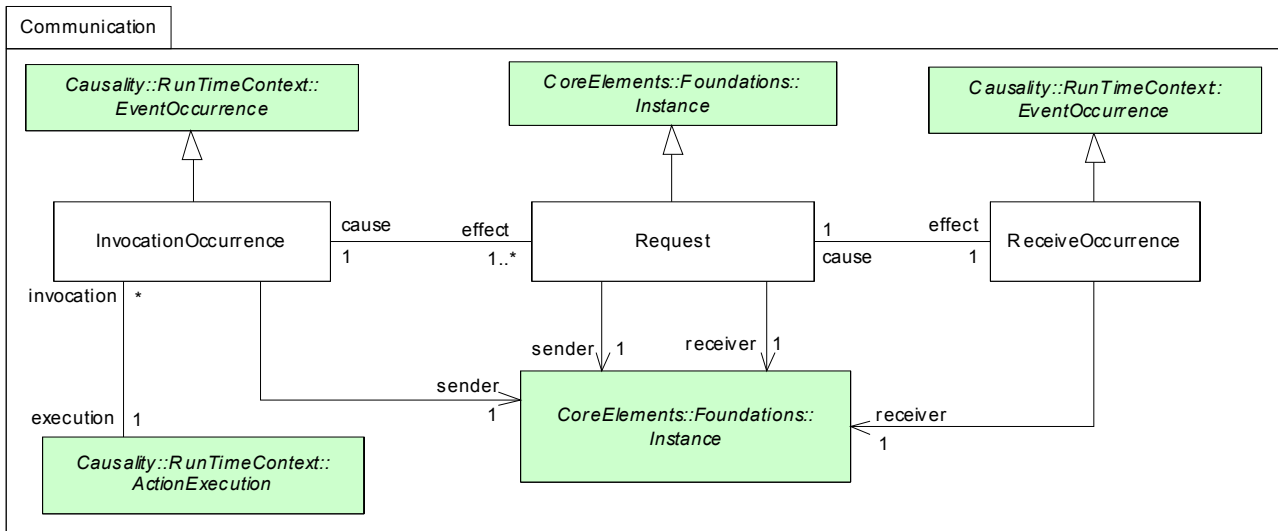 Communication
Causality::RunTimeContext::
EventOccurrence
CoreElements::Foundations::
Instance
Causality::RunTimeContext::
EventOccurrence
InvocationOccurrence
cause
1
effect
1..*
Request
1
cause
effect
1
ReceiveOccurrence
invocation
*
sender
1
receiver
1
execution
1
sender
1
CoreElements::Foundations::
Instance
receiver
1
Causality::RunTimeContext::
ActionExecution